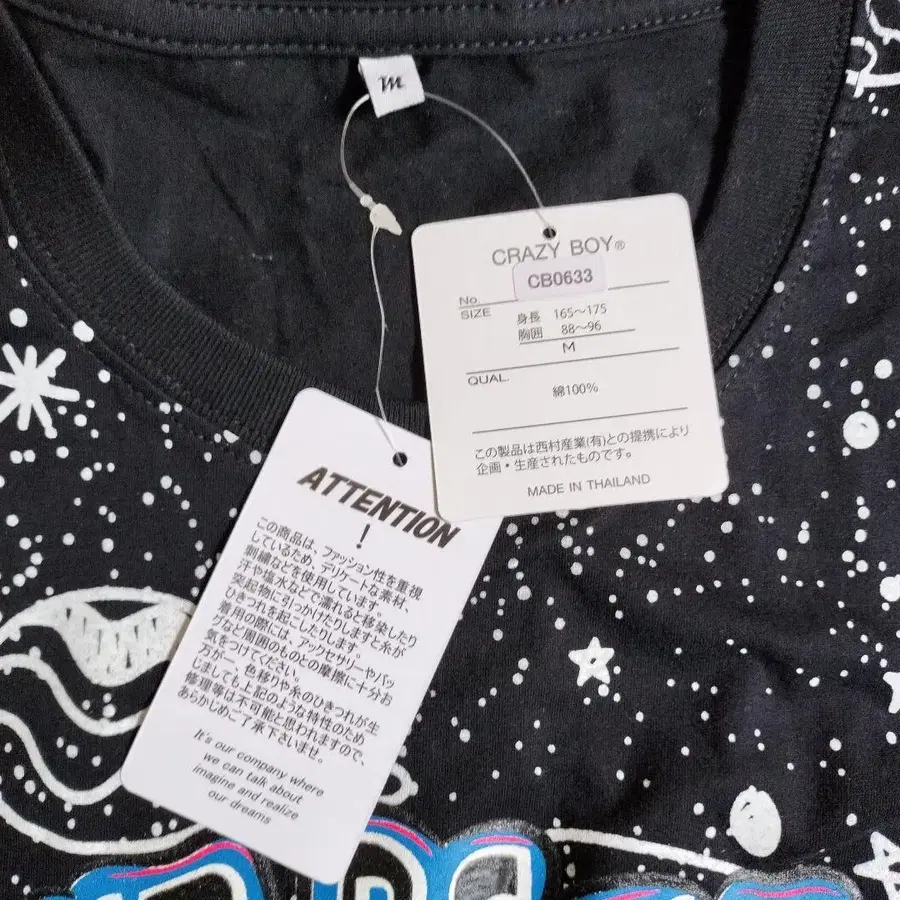 m
CRAZY BOY®
No.
CB0633
SIZE
身長 165～175
胸囲 88～96
M
QUAL.
綿100%
この製品は西村産業(有)との提携により
企画・生産されたものです。
MADE IN THAILAND
ATTENTION
!
この商品は、ファッション性を重視
しているため、デリケートな素材、
刺繍などを使用しています。
汗や塩水などで濡れると移染したり
突起物に引っかけたりしますと糸が
ひきつれを起こしたりします。
着用の際には、アクセサリーやバッ
グなど周囲のものとの摩擦に十分お
気をつけてください。
万が一、色移りや糸のひきつれが生
じましても上記のような特性のため
修理等は不可能と思われますので、
あらかじめご了承下さいませ。
It's our company where
we can talk about
imagine and realize
our dreams